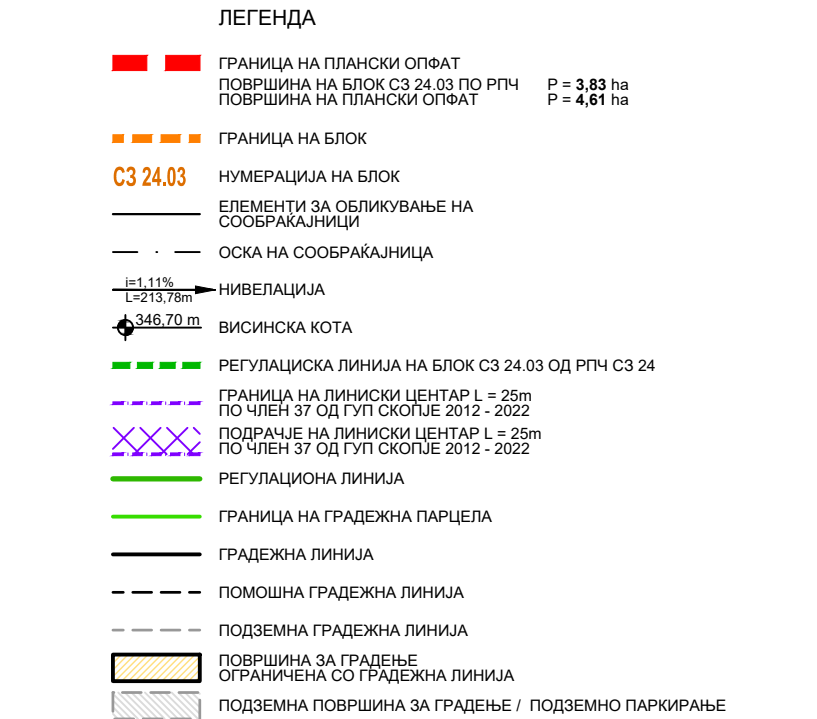 ЛЕГЕНДА
ГРАНИЦА НА ПЛАНСКИ ОПФАТ
ПОВРШИНА НА БЛОК СЗ 24.03 ПО РПЧ P = 3,83 ha
ПОВРШИНА НА ПЛАНСКИ ОПФАТ P = 4,61 ha
ГРАНИЦА НА БЛОК
СЗ 24.03 НУМЕРАЦИЈА НА БЛОК
ЕЛЕМЕНТИ ЗА ОБЛИКУВАЊЕ НА
СООБРАЌАЈНИЦИ
ОСКА НА СООБРАЌАЈНИЦА
i=1,11%
L=213,78m
НИВЕЛАЦИЈА
346,70 m ВИСИНСКА КОТА
РЕГУЛАЦИСКА ЛИНИЈА НА БЛОК СЗ 24.03 ОД РПЧ СЗ 24
ГРАНИЦА НА ЛИНИСКИ ЦЕНТАР L = 25m
ПО ЧЛЕН 37 ОД ГУП СКОПЈЕ 2012 - 2022
ПОДРАЧЈЕ НА ЛИНИСКИ ЦЕНТАР L = 25m
ПО ЧЛЕН 37 ОД ГУП СКОПЈЕ 2012 - 2022
РЕГУЛАЦИОНА ЛИНИЈА
ГРАНИЦА НА ГРАДЕЖНА ПАРЦЕЛА
ГРАДЕЖНА ЛИНИЈА
ПОМОШНА ГРАДЕЖНА ЛИНИЈА
ПОДЗЕМНА ГРАДЕЖНА ЛИНИЈА
ПОВРШИНА ЗА ГРАДЕЊЕ
ОГРАНИЧЕНА СО ГРАДЕЖНА ЛИНИЈА
ПОДЗЕМНА ПОВРШИНА ЗА ГРАДЕЊЕ / ПОДЗЕМНО ПАРКИРАЊЕ